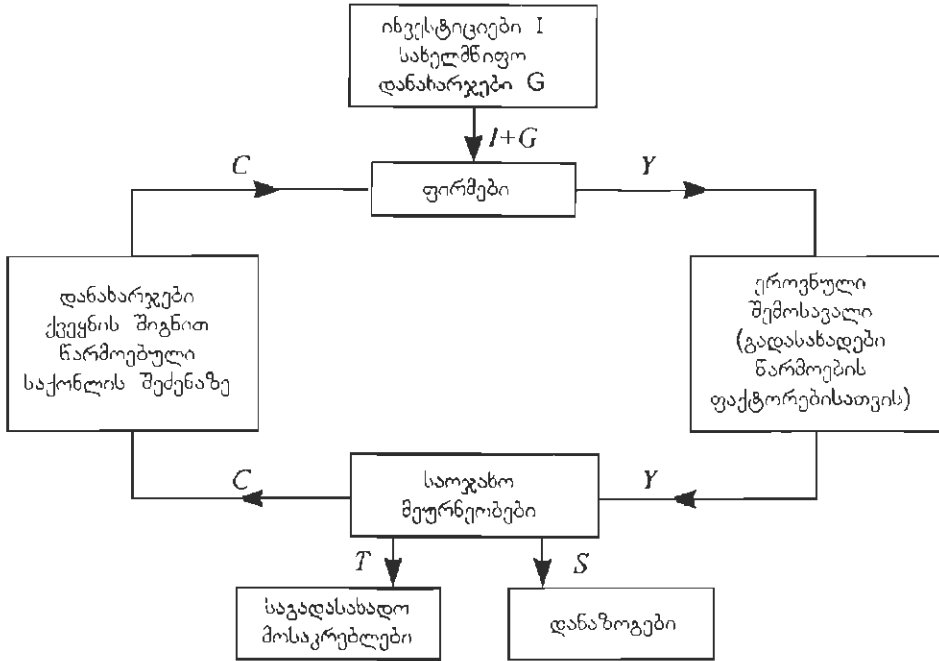 ინვესტიციები I
სახელმწიფო
დანახარჯები G
I+G
C
ფირმები
Y
დანახარჯები
ქვეყნის შიგნით
წარმოებული
საქონლის შეძენაზე
ეროვნული
შემოსავალი
(გადასახადები
წარმოების
ფაქტორებისათვის)
C
საოჯახო
მეურნეობები
Y
T
S
საგადასახადო
მოსაკრებლები
დანაზოგები